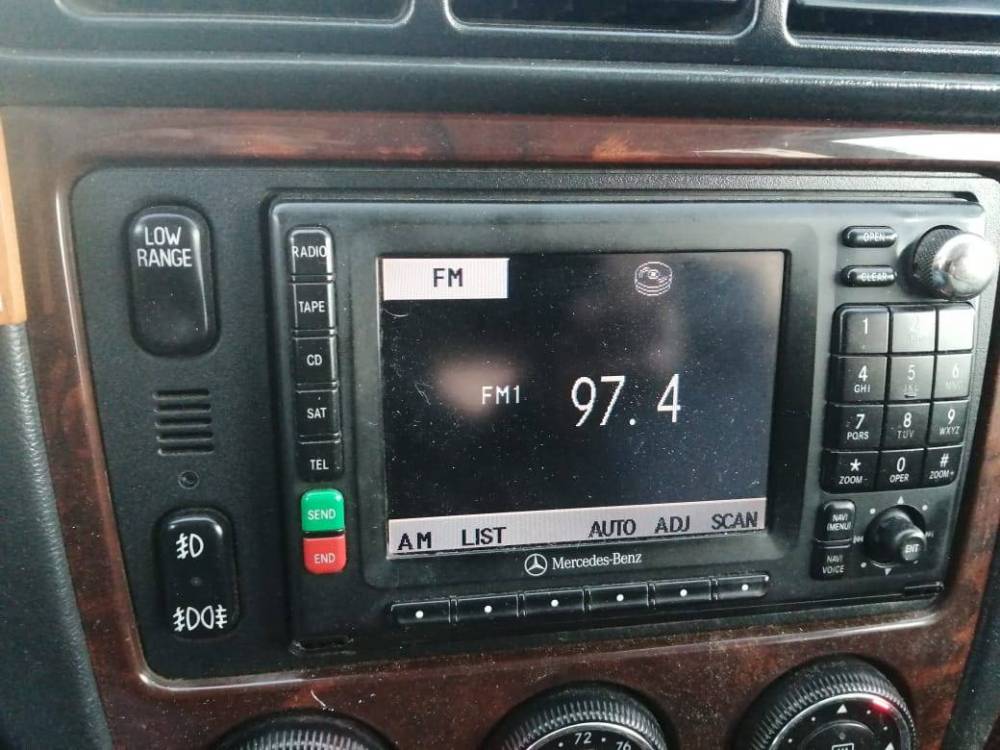 LOW
RANGE
RADIO
TAPE
CD
SAT
TEL
SEND
END
FM
FM1 97.4
AM LIST AUTO ADJ SCAN
Mercedes-Benz
OPEN
CLEAR
1
4 5 6
GHI
7 8 9
PQRS TUV WXYZ
* 0 #
ZOOM- OPER ZOOM+
NAVI
(MENU)
NAVI
VOICE
ENT
72 76